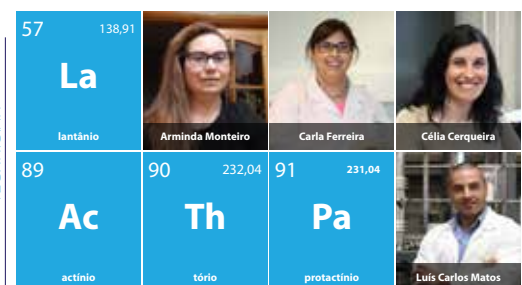 57 138,91
La
lantânio
Arminda Monteiro
Carla Ferreira
Célia Cerqueira
89
Ac
actínio
90 232,04
Th
tório
91 231,04
Pa
protactínio
Luís Carlos Matos